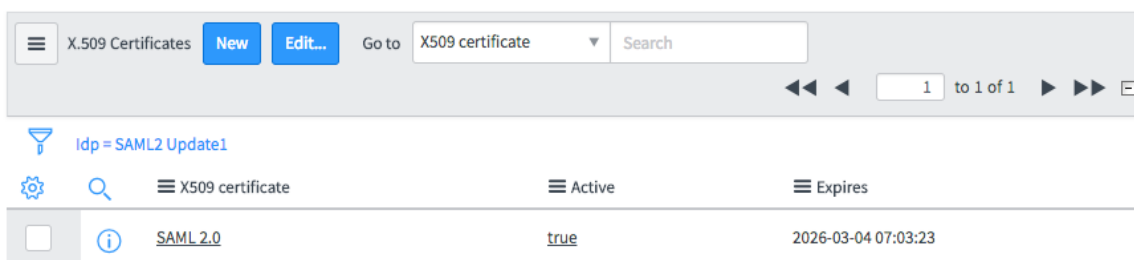 X.509 Certificates New Edit... Go to X509 certificate Search
1 to 1 of 1
Idp = SAML2 Update1
X509 certificate Active Expires
SAML 2.0 true 2026-03-04 07:03:23